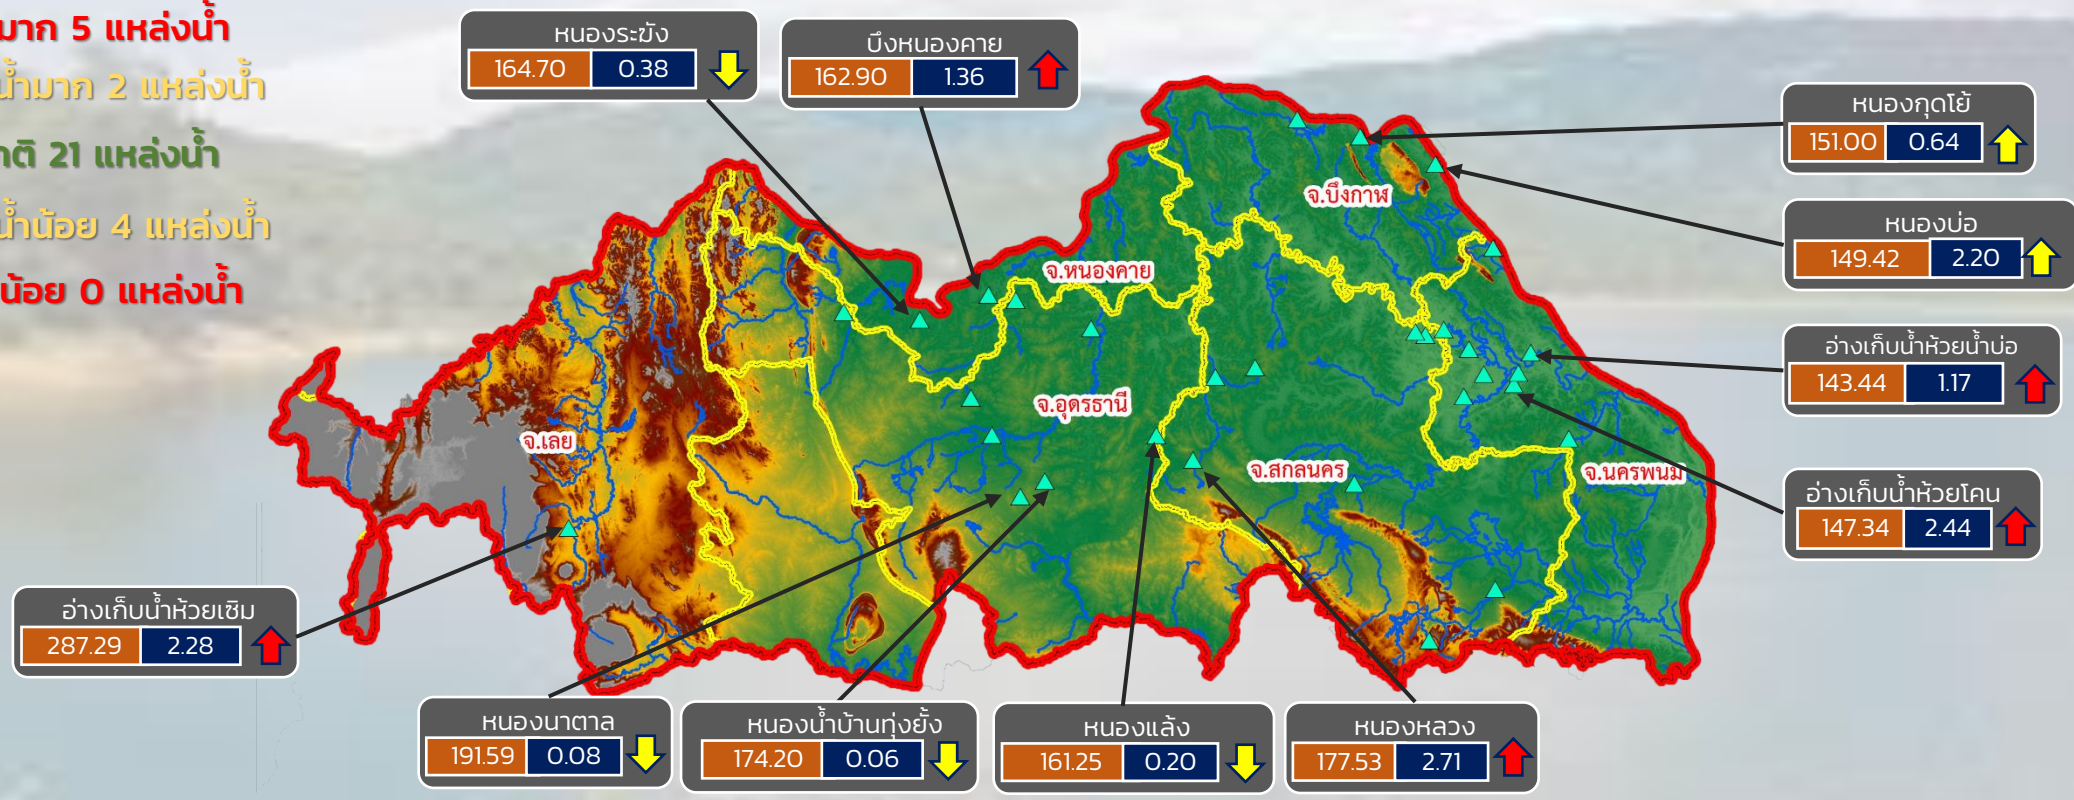 มาก 5 แหล่งน้ำ
น้ำมาก 2 แหล่งน้ำ
21 แหล่งน้ำ
น้ำน้อย 4 แหล่งน้ำ
น้อย 0 แหล่งน้ำ
หนองระฆัง
164.70 0.38
บึงหนองคาย
162.90 1.36
หนองกุดโย้
151.00 0.64
หนองบ่อ
149.42 2.20
อ่างเก็บน้ำห้วยน้ำบ่อ
143.44 1.17
อ่างเก็บน้ำห้วยโคน
147.34 2.44
จ.บึงกาฬ
จ.หนองคาย
จ.อุดรธานี
จ.เลย
จ.สกลนคร
จ.นครพนม
อ่างเก็บน้ำห้วยเซิม
287.29 2.28
หนองนาตาล
191.59 0.08
หนองน้ำบ้านทุ่งยั้ง
174.20 0.06
หนองแล้ง
161.25 0.20
หนองหลวง
177.53 2.71